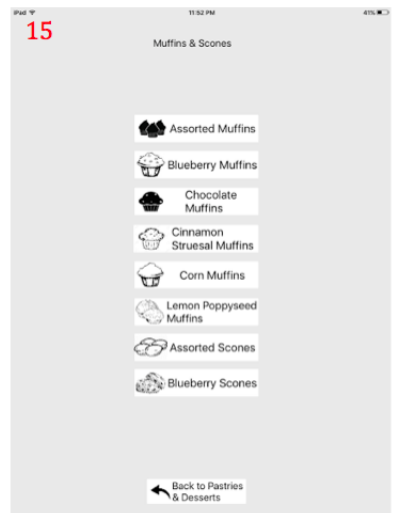 iPad 11:52 PM 41%
15
Muffins & Scones
Assorted Muffins
Blueberry Muffins
Chocolate
Muffins
Cinnamon
Struesal Muffins
Corn Muffins
Lemon Poppyseed
Muffins
Assorted Scones
Blueberry Scones
Back to Pastries
& Desserts